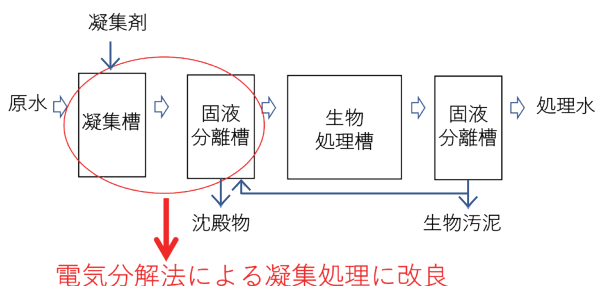 凝集剤
原水
凝集槽
固液
分離槽
生物
処理槽
固液
分離槽
処理水
沈殿物
生物汚泥
電気分解法による凝集処理に改良